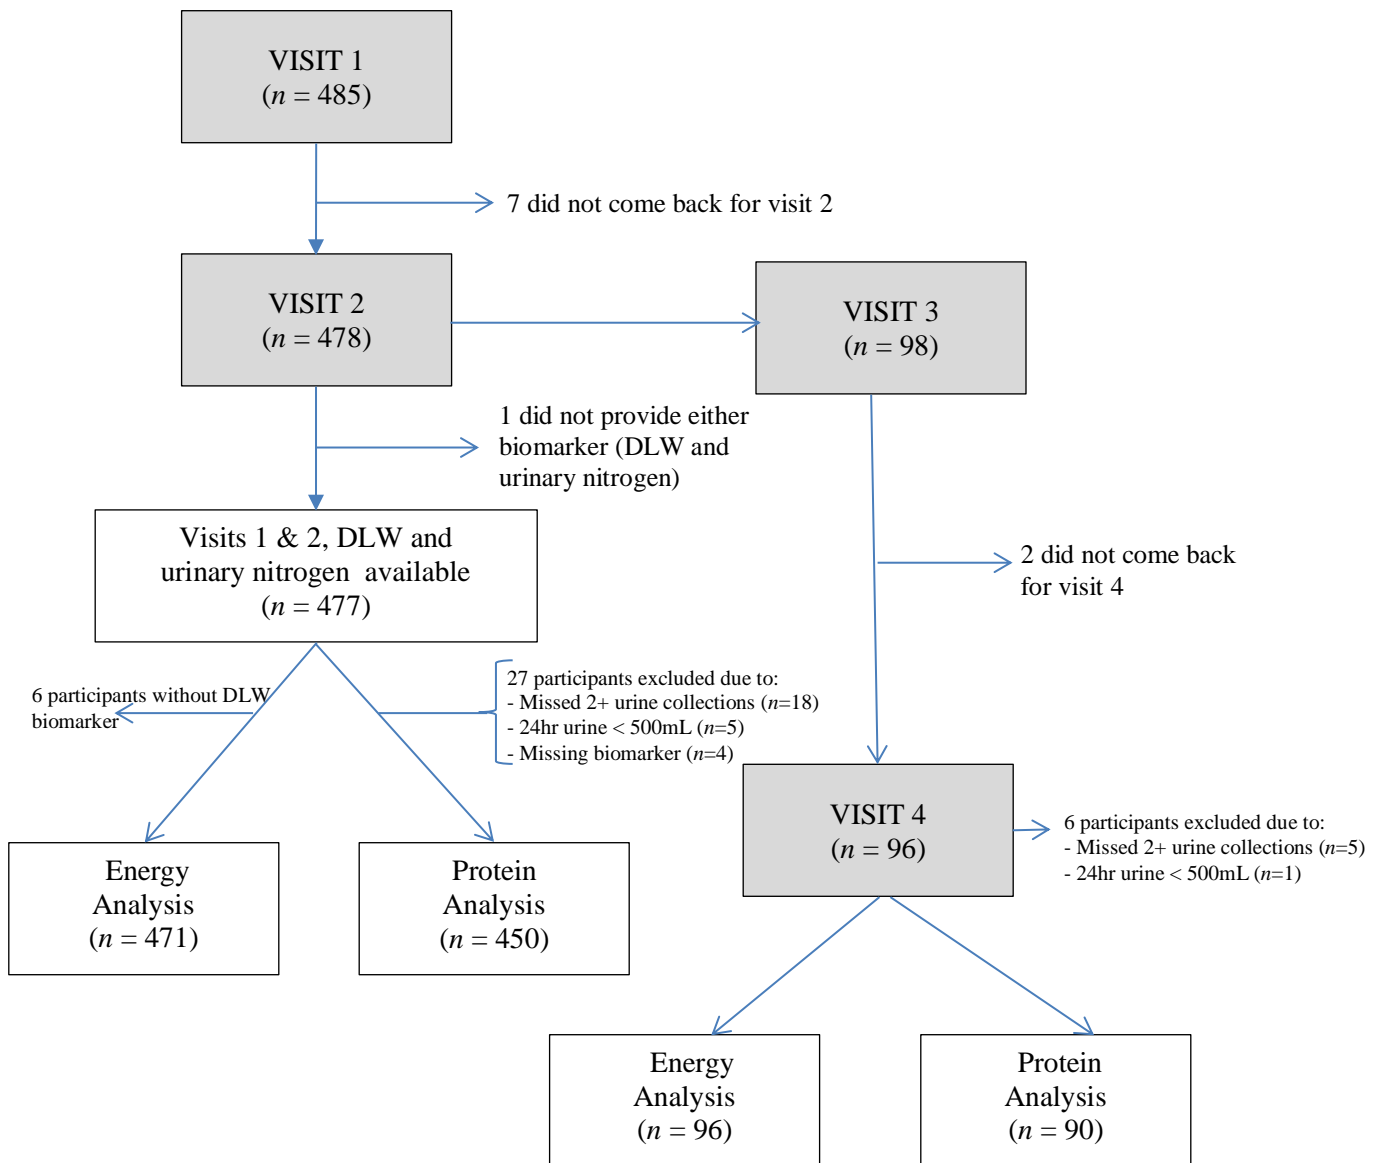 VISIT 1
(n = 485)
7 did not come back for visit 2
VISIT 2
(n = 478)
VISIT 3
(n = 98)
1 did not provide either
biomarker (DLW and
urinary nitrogen)
Visits 1 & 2, DLW and
urinary nitrogen available
(n = 477)
2 did not come back
for visit 4
6 participants without DLW
biomarker
27 participants excluded due to:
- Missed 2+ urine collections (n=18)
- 24hr urine < 500mL (n=5)
- Missing biomarker (n=4)
VISIT 4
(n = 96)
6 participants excluded due to:
- Missed 2+ urine collections (n=5)
- 24hr urine < 500mL (n=1)
Energy
Analysis
(n = 471)
Protein
Analysis
(n = 450)
Energy
Analysis
(n = 96)
Protein
Analysis
(n = 90)